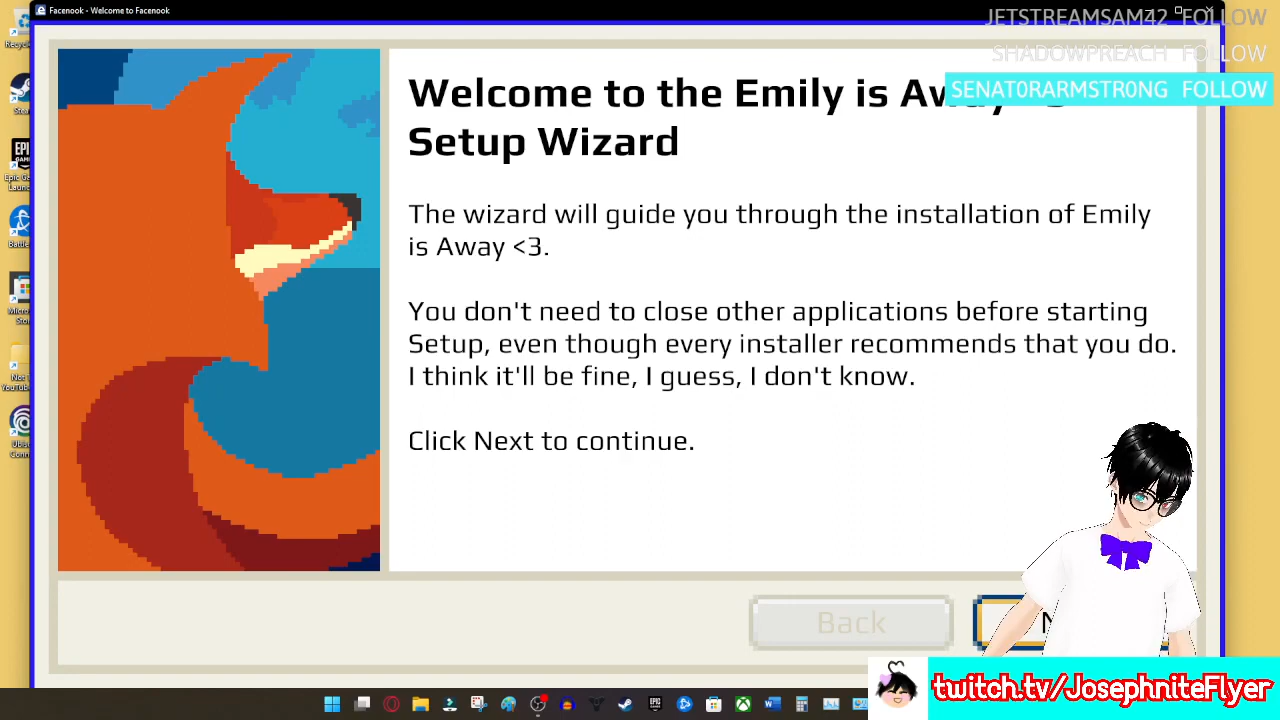 Facenook - Welcome to Facenook
JETSTREAMSAM42 FOLLOW
SHADOWPREACH FOLLOW
SENAT0RARMSTR0NG FOLLOW
Welcome to the Emily is
Setup Wizard
The wizard will guide you through the installation of Emily
is Away <3.
You don't need to close other applications before starting
Setup, even though every installer recommends that you do.
I think it'll be fine, I guess, I don't know.
Click Next to continue.
Back
twitch.tv/JosephniteFlyer